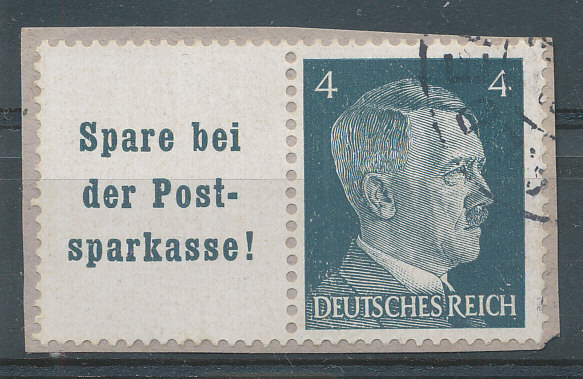 Spare bei
der Post-
sparkasse!
4 4
DEUTSCHES REICH